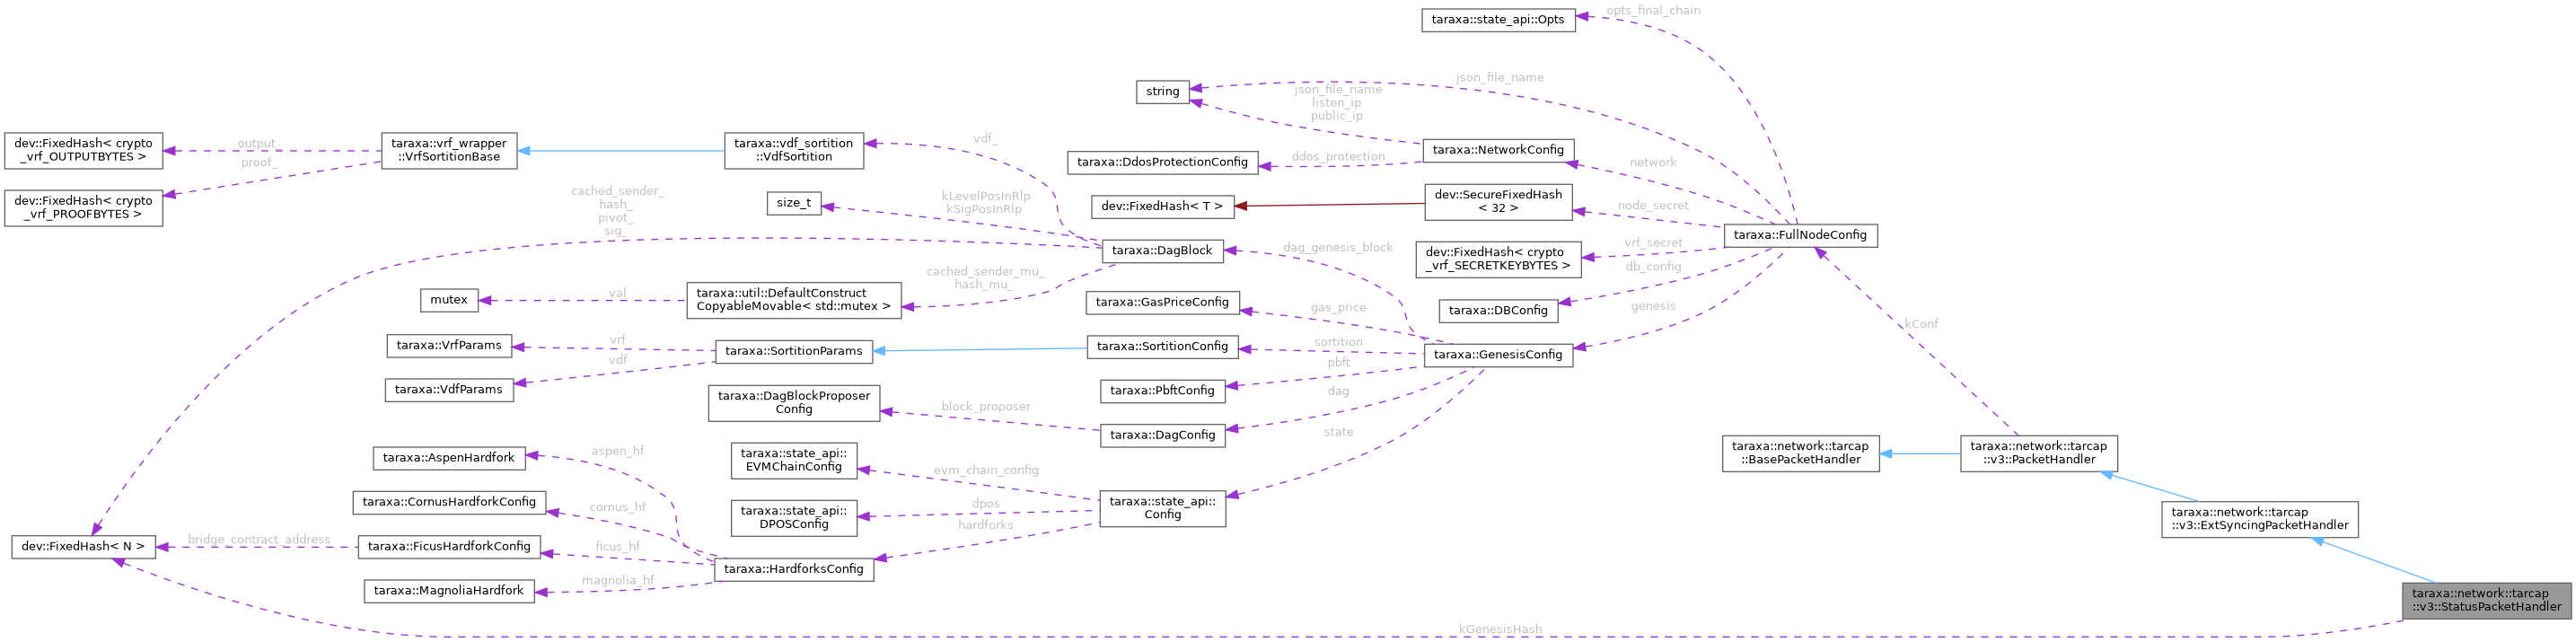 taraxa::state_api::Opts
opts_final_chain
json_file_name
string
json_file_name
listen_ip
public_ip
dev::FixedHash< crypto
_vrf_OUTPUTBYTES >
output_
proof_
taraxa::vrf_wrapper
::VrfSortitionBase
taraxa::vdf_sortition
::VdfSortition
vdf_
taraxa::DdosProtectionConfig
ddos_protection
taraxa::NetworkConfig
network
dev::FixedHash< crypto
_vrf_PROOFBYTES >
cached_sender_
hash_
pivot_
sig_
size_t
kLevelPosInRlp
kSigPosInRlp
dev::FixedHash< T >
dev::SecureFixedHash
< 32 >
node_secret
taraxa::FullNodeConfig
taraxa::DagBlock
dag_genesis_block
dev::FixedHash< crypto
_vrf_SECRETKEYBYTES >
vrf_secret
db_config
cached_sender_mu_
hash_mu_
mutex
val
taraxa::util::DefaultConstruct
CopyableMovable< std::mutex >
taraxa::GasPriceConfig
gas_price
taraxa::DBConfig
genesis
kConf
taraxa::VrfParams
vrf
vdf
taraxa::SortitionParams
taraxa::SortitionConfig
sortition
taraxa::GenesisConfig
taraxa::VdfParams
taraxa::PbftConfig
pbft
dag
taraxa::DagBlockProposer
Config
block_proposer
taraxa::DagConfig
state
taraxa::AspenHardfork
aspen_hf
taraxa::state_api::
EVMChainConfig
evm_chain_config
taraxa::network::tarcap
::BasePacketHandler
taraxa::network::tarcap
::v3::PacketHandler
taraxa::CornusHardforkConfig
cornus_hf
taraxa::state_api::
DPOSConfig
dpos
hardforks
taraxa::state_api::
Config
taraxa::network::tarcap
::v3::ExtSyncingPacketHandler
dev::FixedHash< N >
bridge_contract_address
taraxa::FicusHardforkConfig
ficus_hf
taraxa::HardforksConfig
taraxa::MagnoliaHardfork
magnolia_hf
taraxa::network::tarcap
::v3::StatusPacketHandler
kGenesisHash